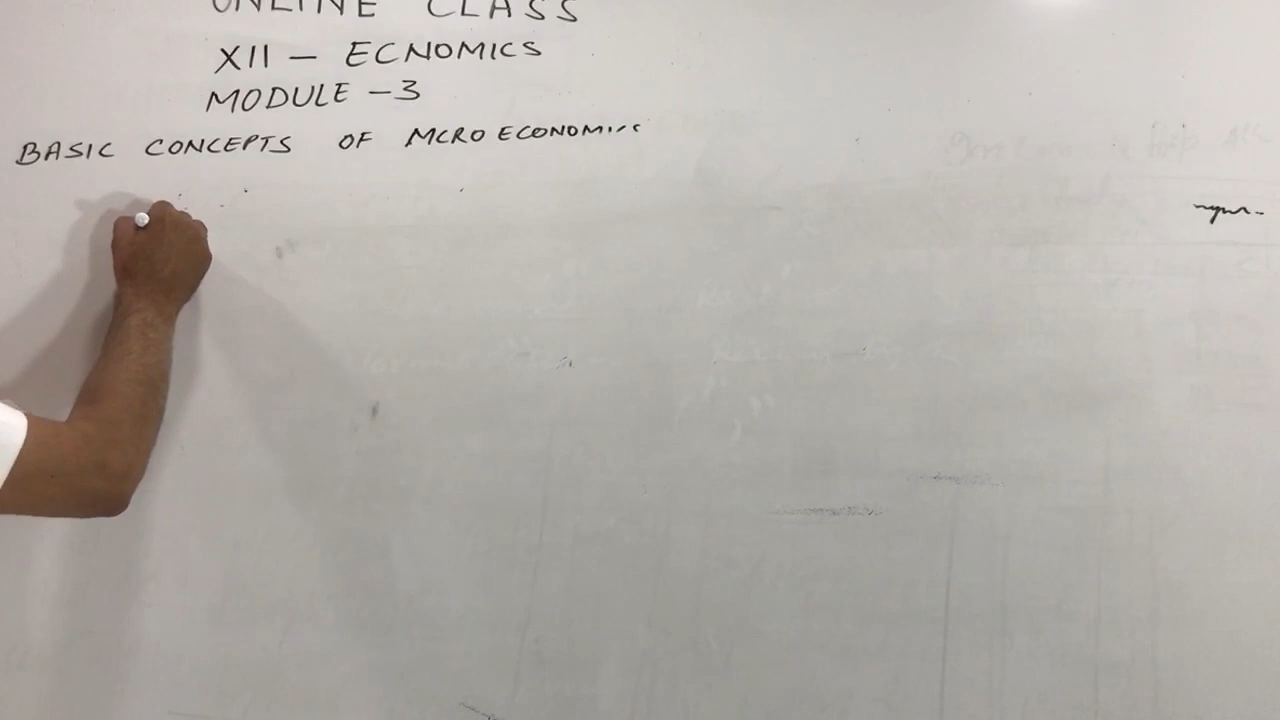 ONLINE CLASS
XII — ECNOMICS
MODULE -3
BASIC CONCEPTS OF MCRO ECONOMICS